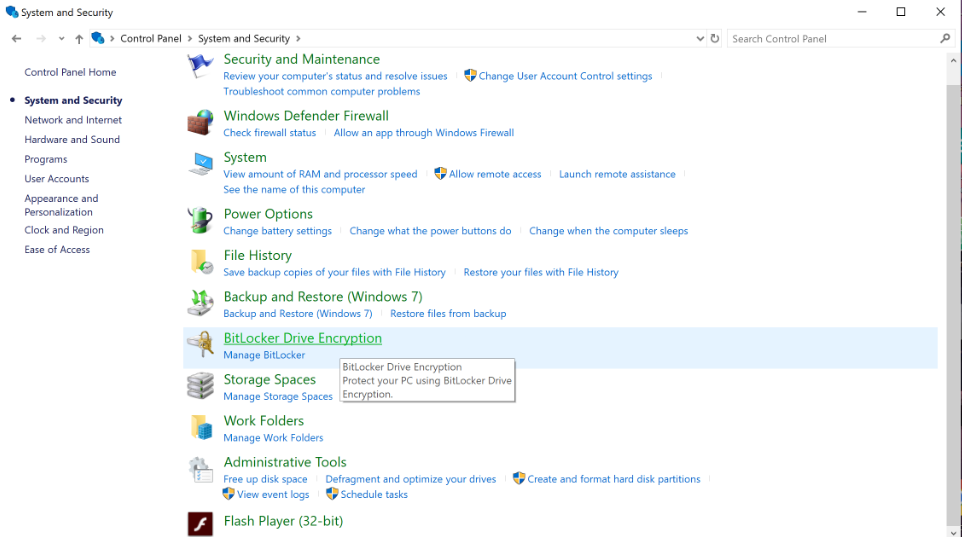 System and Security
Control Panel > System and Security >
Search Control Panel
Control Panel Home
System and Security
Network and Internet
Hardware and Sound
Programs
User Accounts
Appearance and
Personalization
Clock and Region
Ease of Access
Security and Maintenance
Review your computer's status and resolve issues
Change User Account Control settings
Troubleshoot common computer problems
Windows Defender Firewall
Check firewall status
Allow an app through Windows Firewall
System
View amount of RAM and processor speed
Allow remote access
Launch remote assistance
See the name of this computer
Power Options
Change battery settings
Change what the power buttons do
Change when the computer sleeps
File History
Save backup copies of your files with File History
Restore your files with File History
Backup and Restore (Windows 7)
Backup and Restore (Windows 7)
Restore files from backup
BitLocker Drive Encryption
Manage BitLocker
BitLocker Drive Encryption
Protect your PC using BitLocker Drive
Encryption.
Storage Spaces
Manage Storage Spaces
Work Folders
Manage Work Folders
Administrative Tools
Free up disk space
Defragment and optimize your drives
Create and format hard disk partitions
View event logs
Schedule tasks
Flash Player (32-bit)